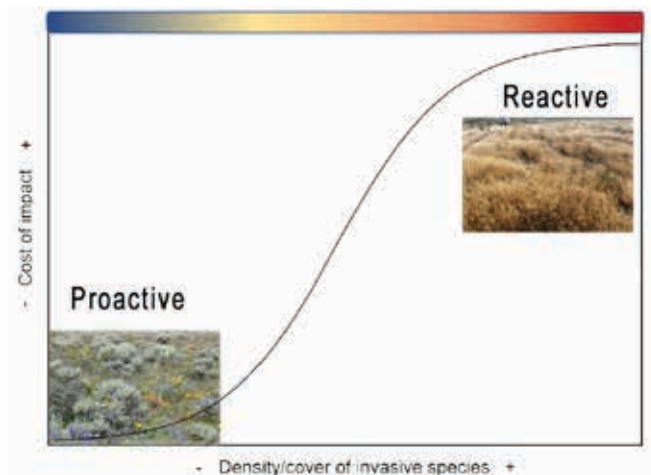 Reactive
Proactive
- Cost of impact +
- Density/cover of invasive species +